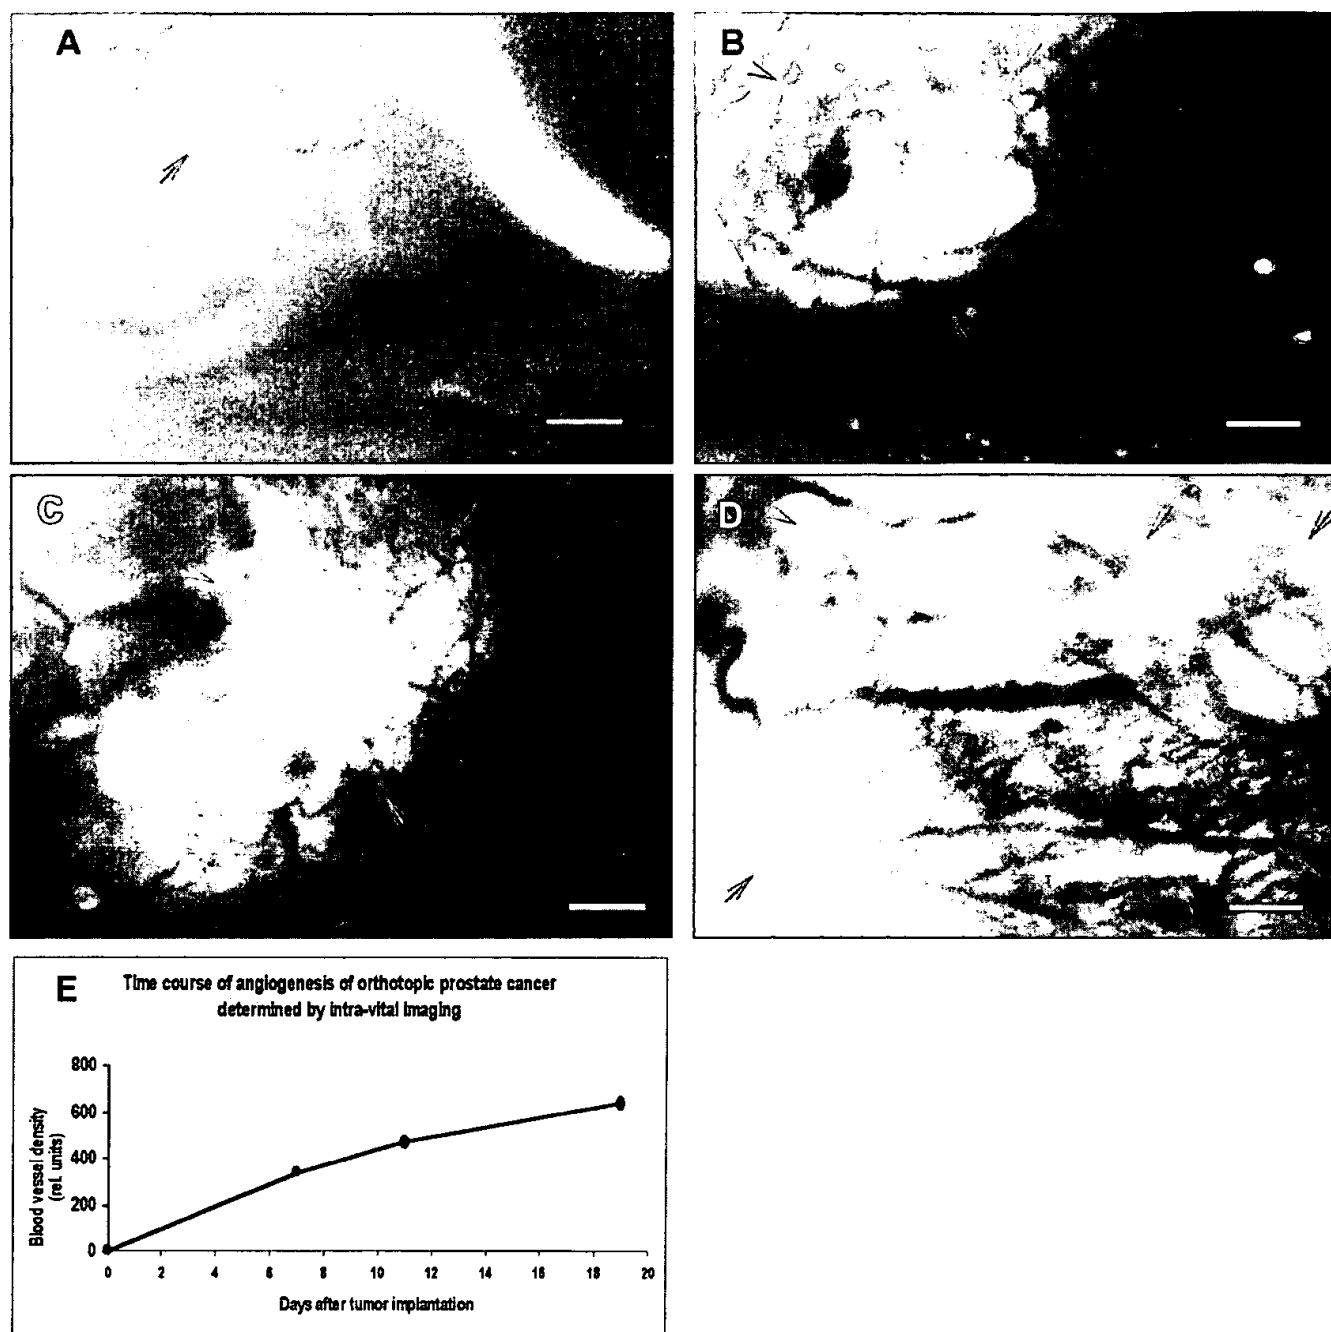 A
B
C
D
E
Time course of angiogenesis of orthotopic prostate cancer
determined by intra-vital imaging
Blood vessel density
(rel. units)
800
600
400
200
0
0 2 4 6 8 10 12 14 16 18 20
Days after tumor implantation